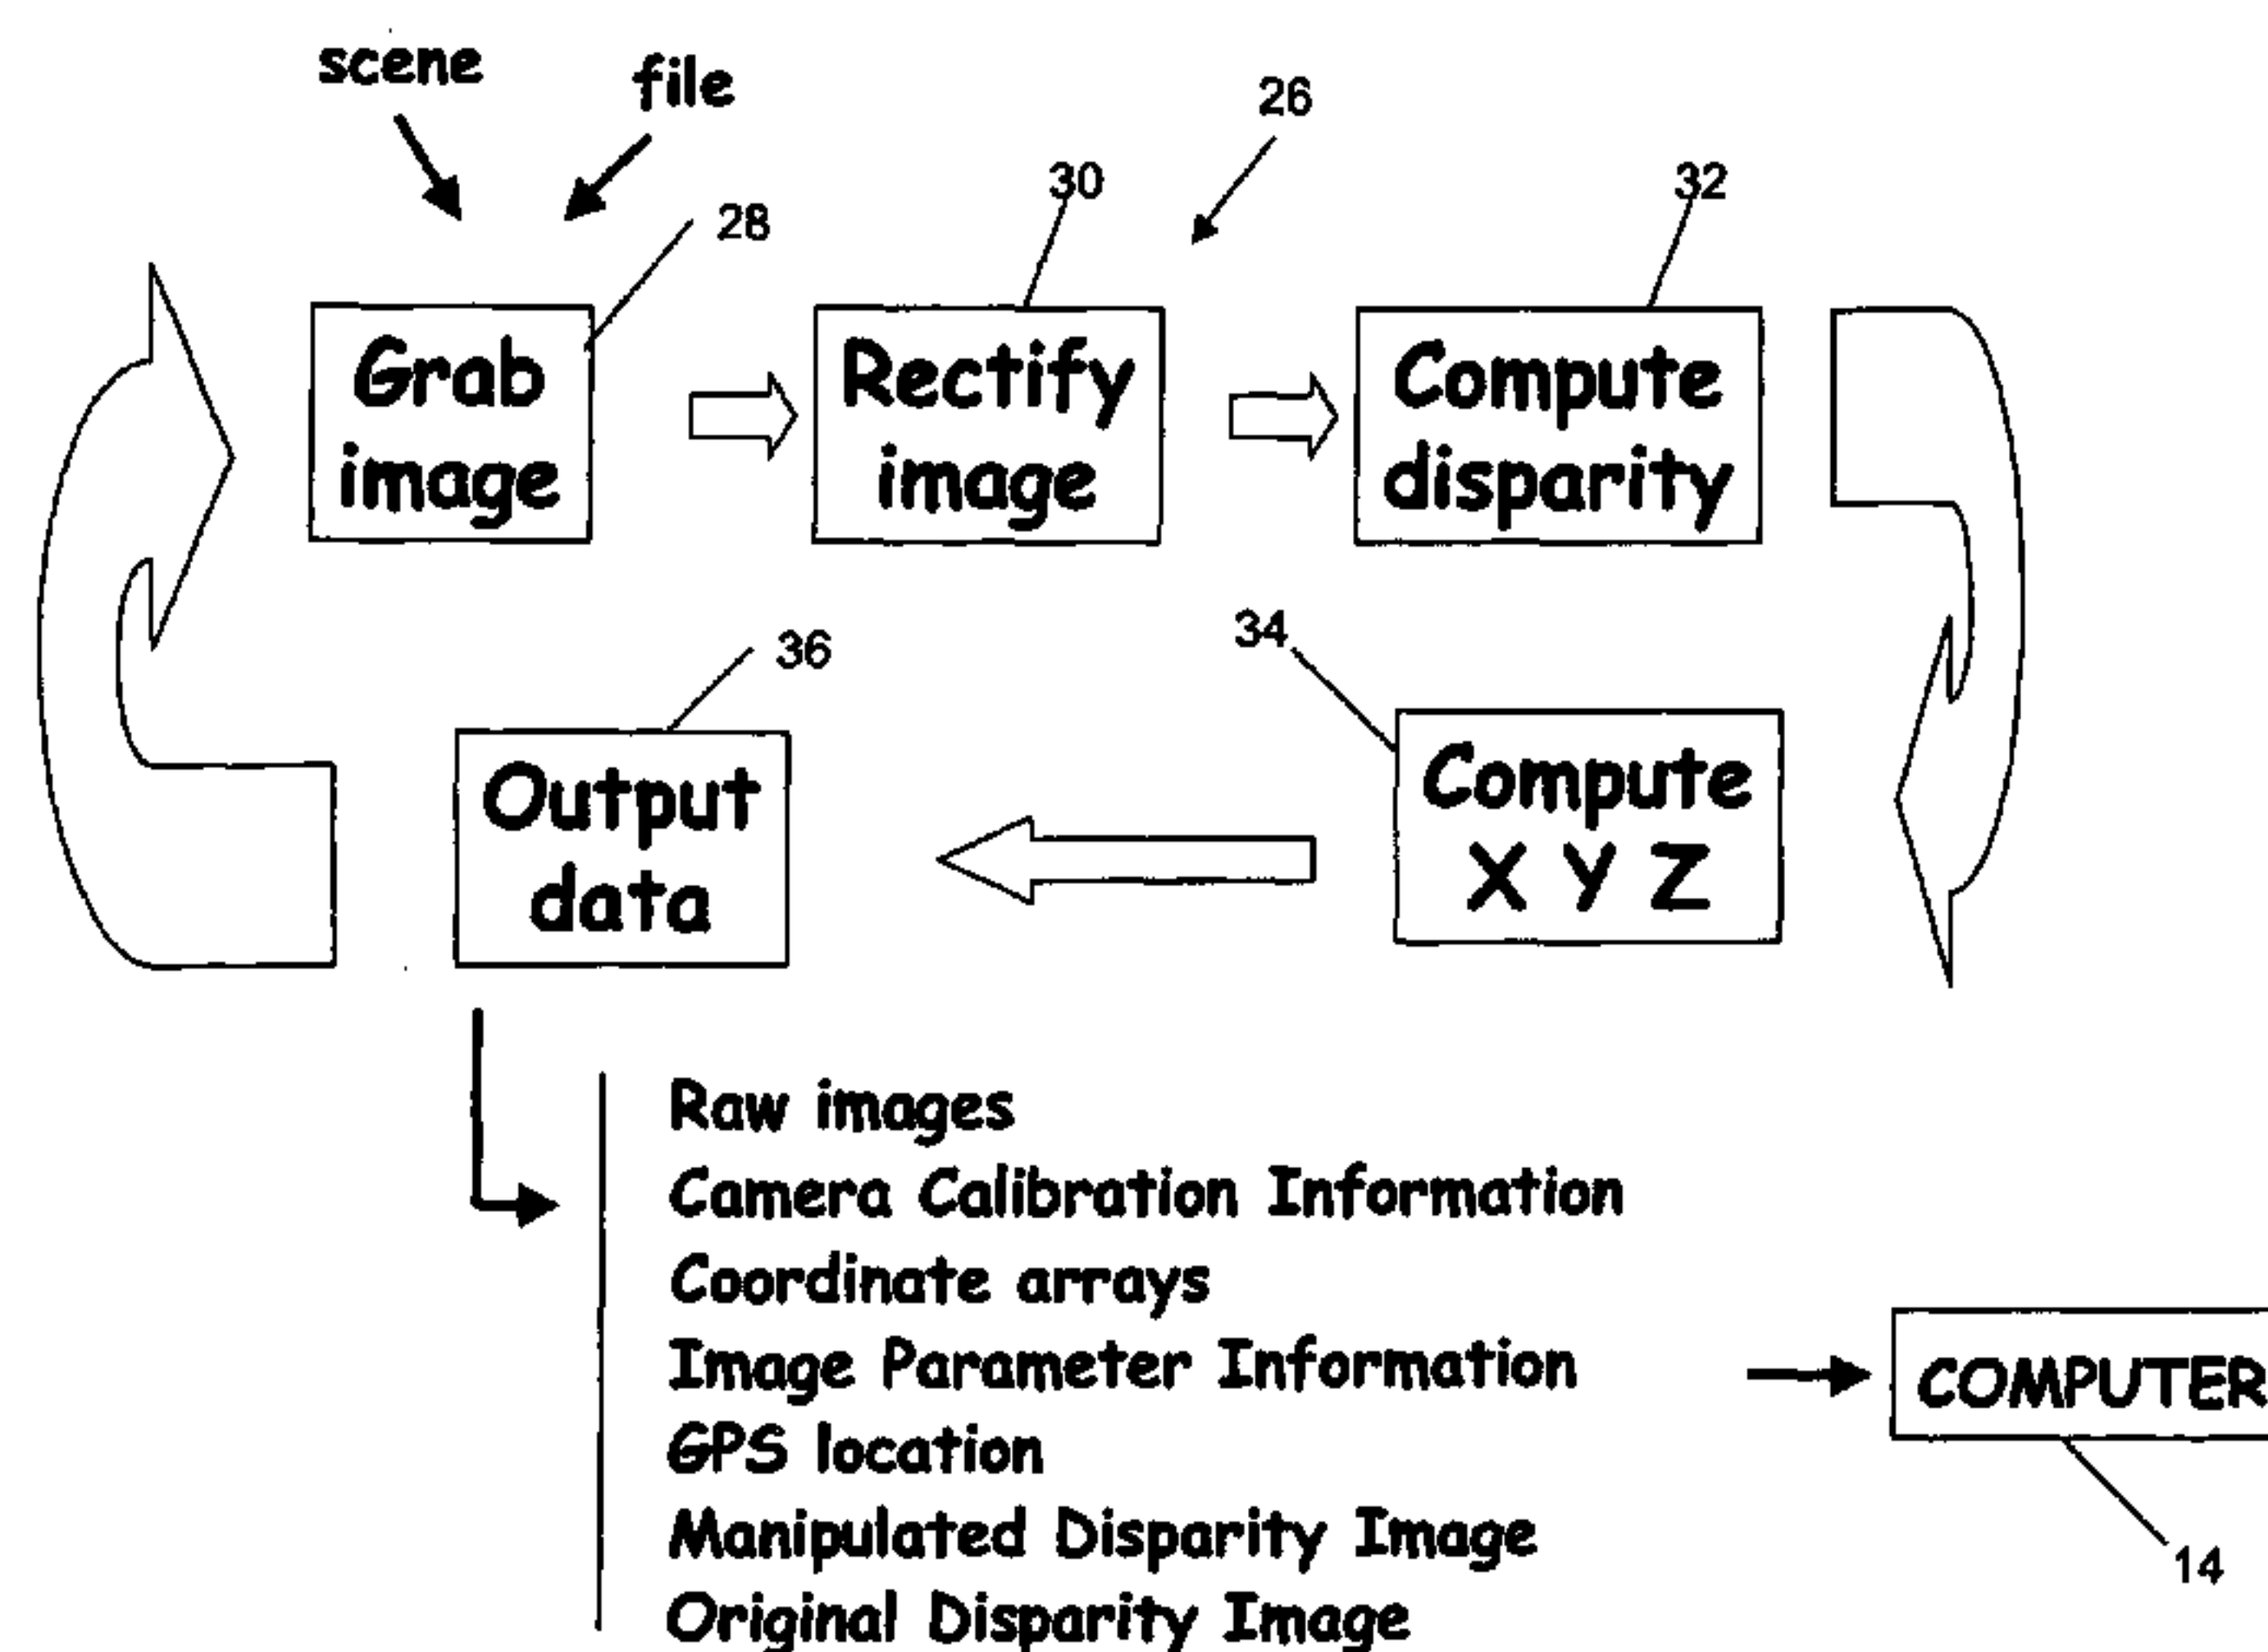 scene
file
26
28
30
32
Grab
image
Rectify
image
Compute
disparity
36
34
Output
data
Compute
X Y Z
Raw images
Camera Calibration Information
Coordinate arrays
Image Parameter Information
GPS location
Manipulated Disparity Image
Original Disparity Image
COMPUTER
14